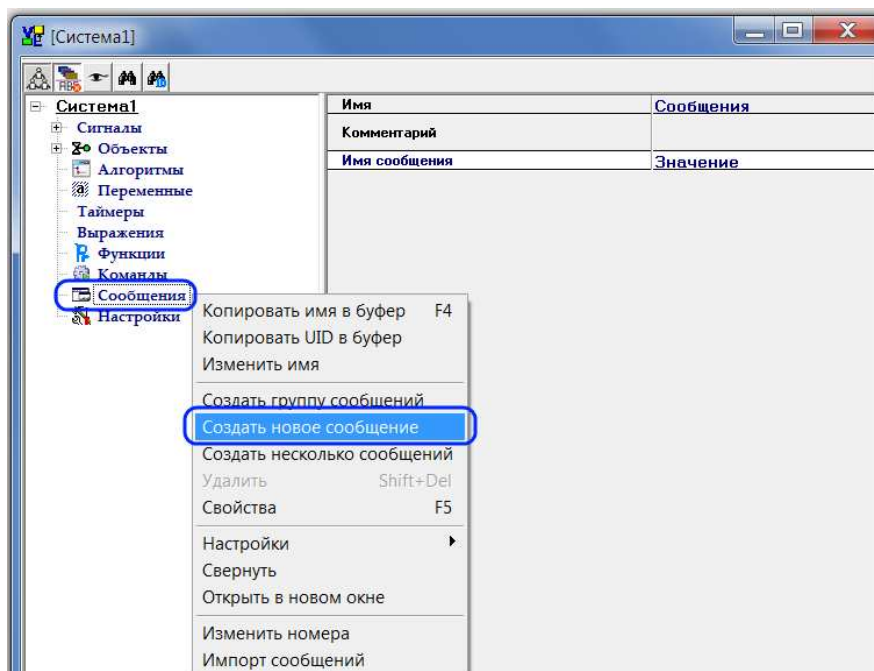 [Система1]
Система1
Сигналы
Объекты
Алгоритмы
Переменные
Таймеры
Выражения
Функции
Команды
Сообщения
Настройки
Имя Сообщения
Комментарий
Имя сообщения Значение
Копировать имя в буфер F4
Копировать UID в буфер
Изменить имя
Создать группу сообщений
Создать новое сообщение
Создать несколько сообщений
Удалить Shift+Del
Свойства F5
Настройки
Свернуть
Открыть в новом окне
Изменить номера
Импорт сообщений